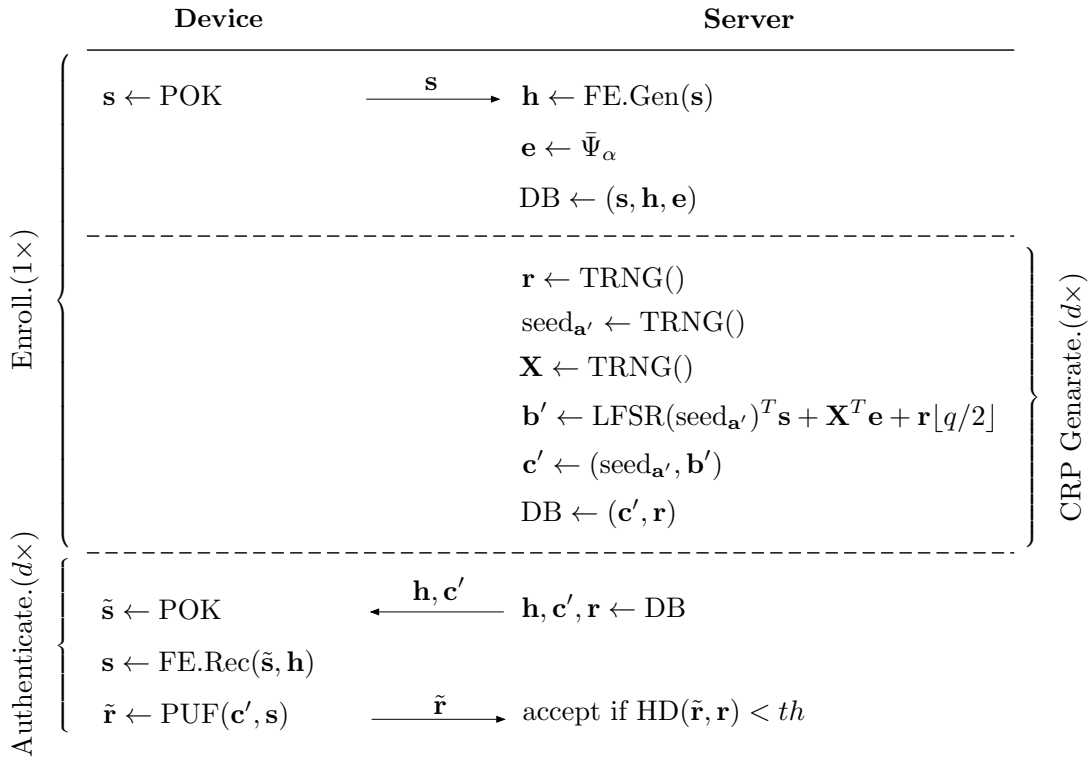 Device Server
Enroll.(1×)
s ← POK s h ← FE.Gen(s)
e ← Ψ̄_α
DB ← (s, h, e)
CRP Genarate.(d×)
r ← TRNG()
seed_a′ ← TRNG()
X ← TRNG()
b′ ← LFSR(seed_a′)^T s + X^T e + r⌊q/2⌋
c′ ← (seed_a′, b′)
DB ← (c′, r)
Authenticate.(d×)
s̃ ← POK h, c′ h, c′, r ← DB
s ← FE.Rec(s̃, h)
r̃ ← PUF(c′, s) r̃ accept if HD(r̃, r) < th